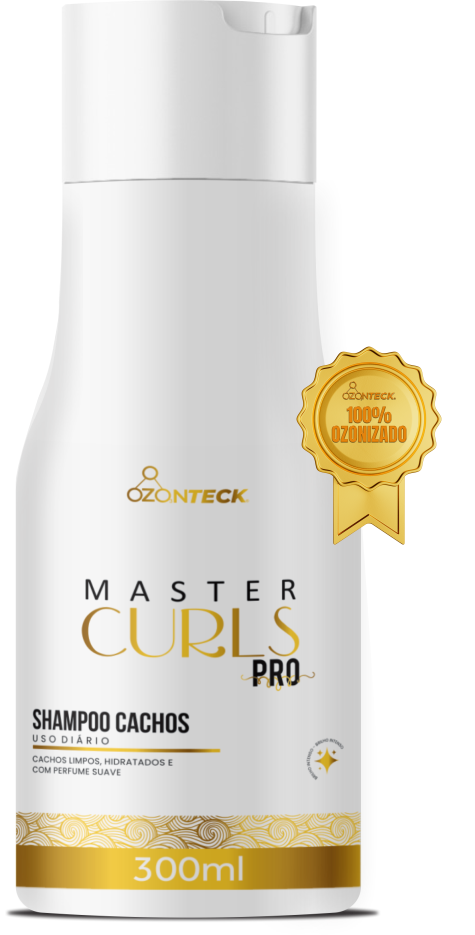 OZONTECK
100%
OZONIZADO
OZONTECK
MASTER
CURLS
PRO
SHAMPOO CACHOS
USO DIÁRIO
CACHOS LIMPOS, HIDRATADOS E
COM PERFUME SUAVE
300ml